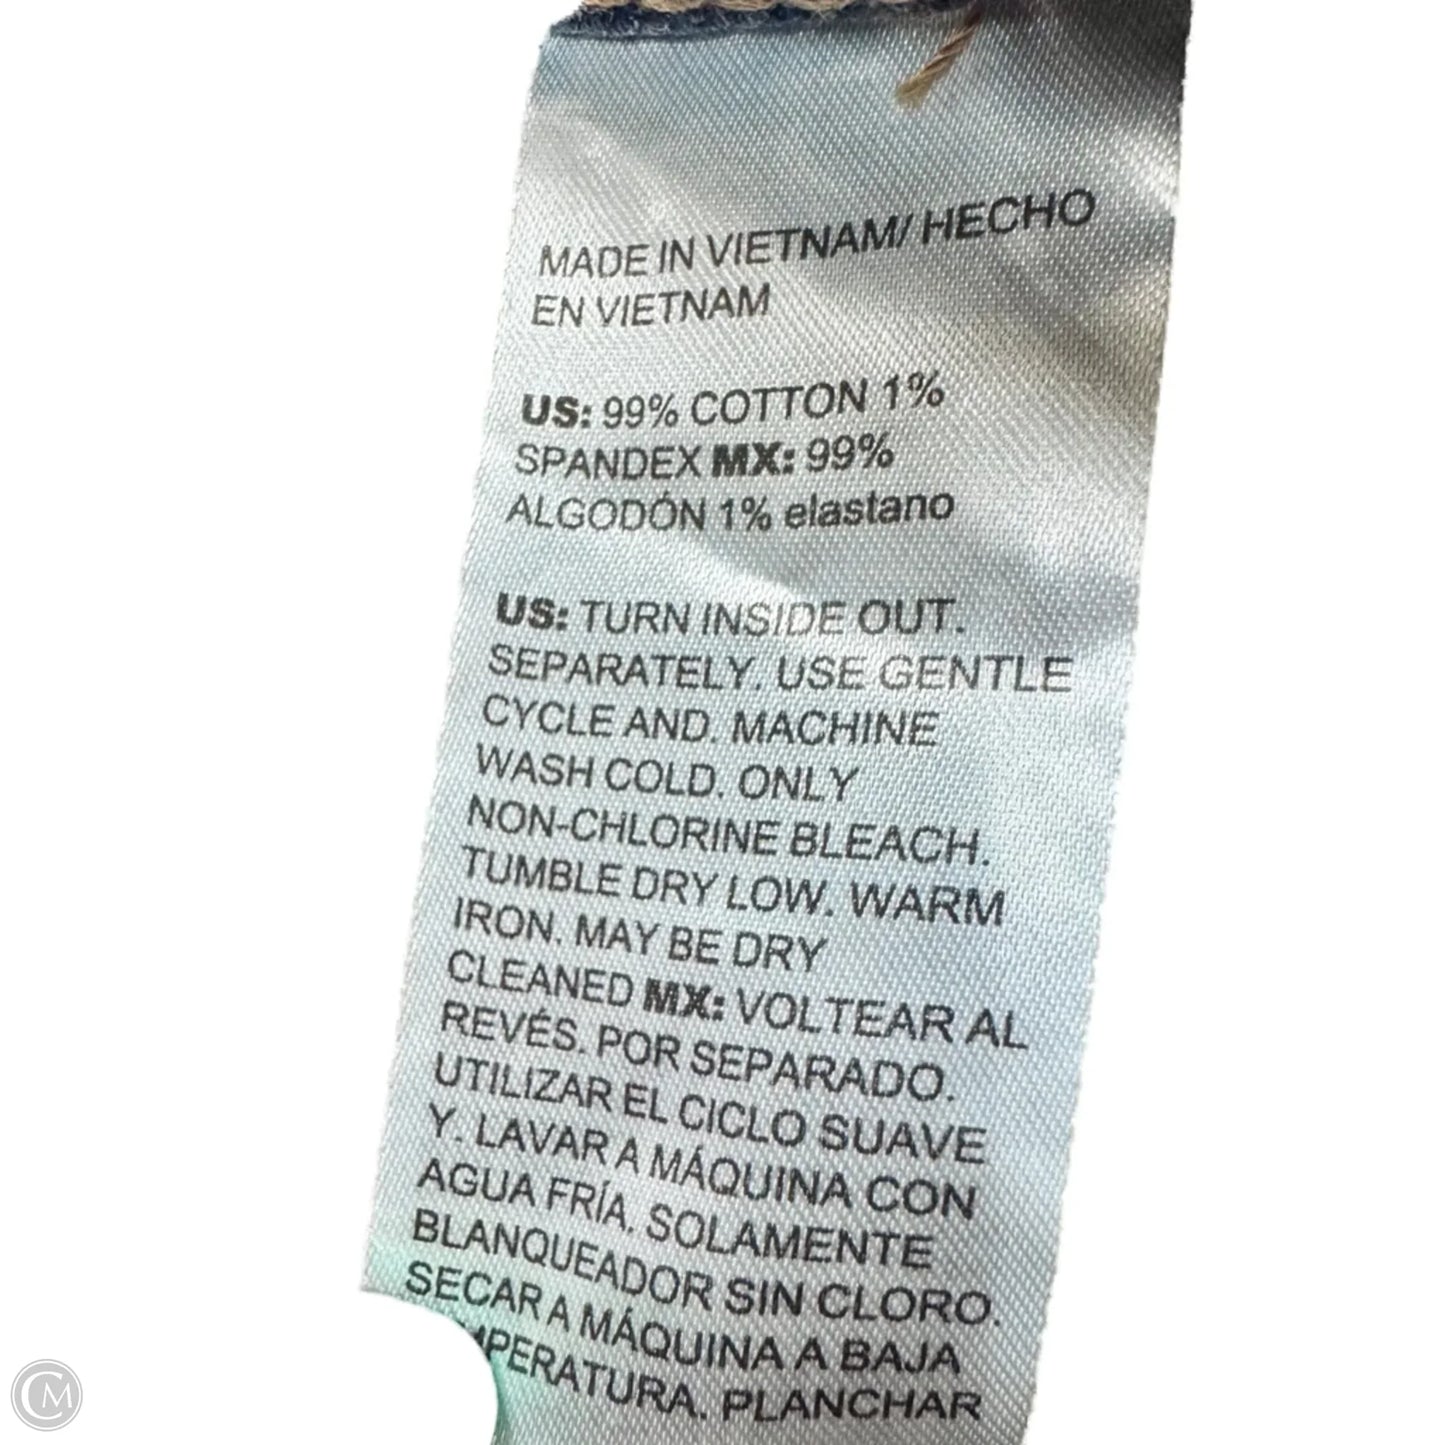 MADE IN VIETNAM/ HECHO
EN VIETNAM
US: 99% COTTON 1%
SPANDEX MX: 99%
ALGODÓN 1% elastano
US: TURN INSIDE OUT.
SEPARATELY. USE GENTLE
CYCLE AND. MACHINE
WASH COLD. ONLY
NON-CHLORINE BLEACH.
TUMBLE DRY LOW. WARM
IRON. MAY BE DRY
CLEANED MX: VOLTEAR AL
REVÉS. POR SEPARADO.
UTILIZAR EL CICLO SUAVE
Y. LAVAR A MÁQUINA CON
AGUA FRÍA. SOLAMENTE
BLANQUEADOR SIN CLORO.
SECAR A MÁQUINA A BAJA
MPERATURA. PLANCHAR
CM